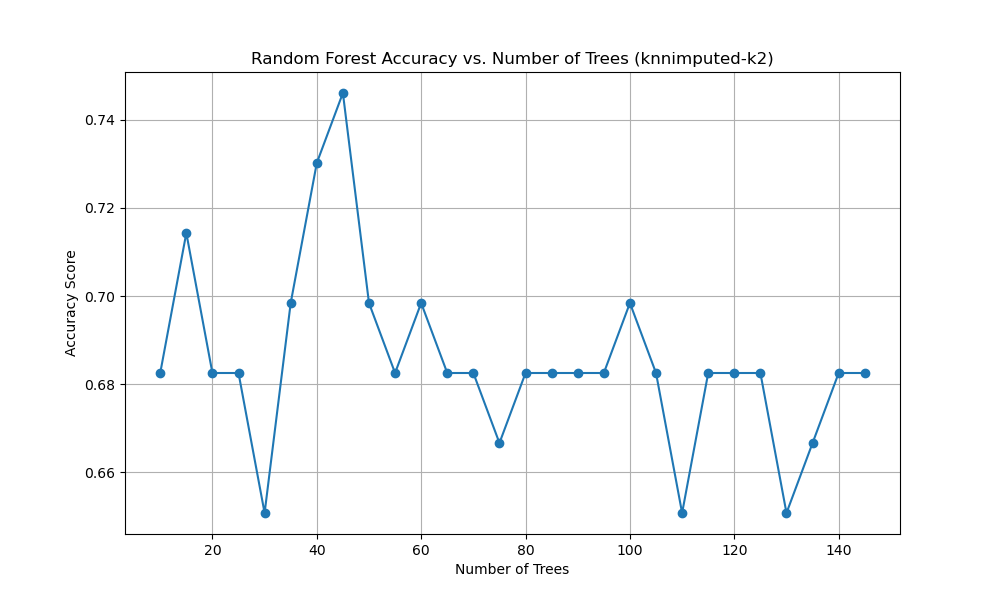 Random Forest Accuracy vs. Number of Trees (knnimputed-k2)
Accuracy Score
0.74
0.72
0.70
0.68
0.66
20 40 60 80 100 120 140
Number of Trees